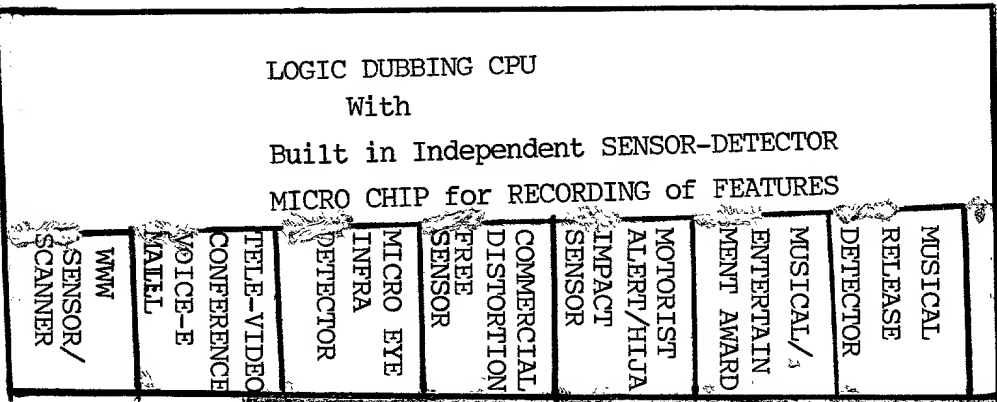 LOGIC DUBBING CPU
With
Built in Independent SENSOR-DETECTOR
MICRO CHIP for RECORDING of FEATURES
WWW
SENSOR/
SCANNER
TELE-VIDEO
CONFERENCE
VOICE-E
MICRO EYE
INFRA
DETECTOR
COMMERCIAL
DISTORTION
FREE
SENSOR
MOTORIST
ALERT/HIJA
IMPACT
SENSOR
MUSICAL/
ENTERTAIN
MENT AWARD
MUSICAL
RELEASE
DETECTOR